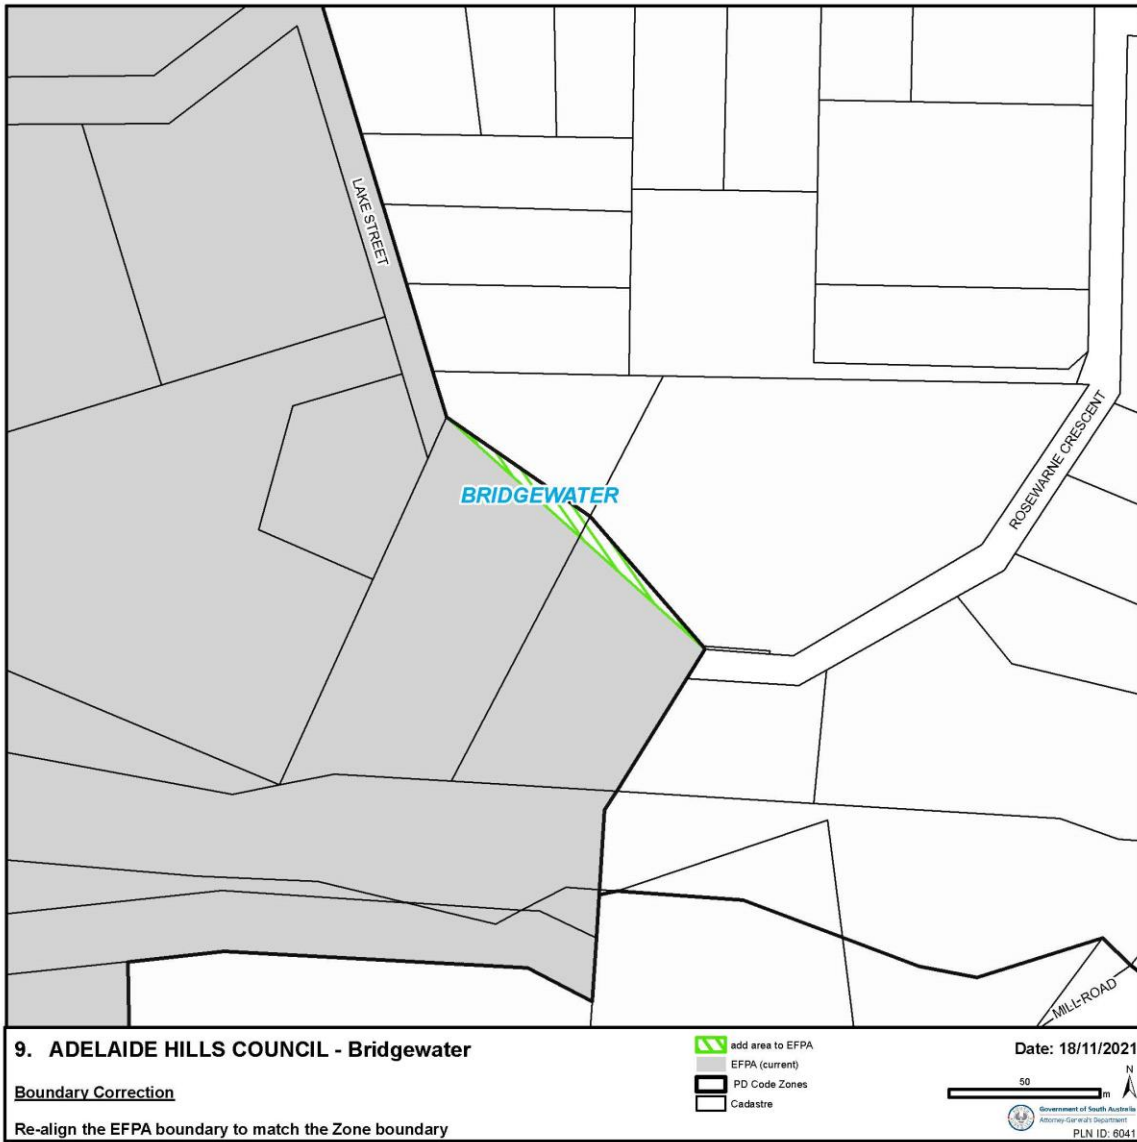 LAKE STREET
BRIDGEWATER
ROSEWARNE CRESCENT
MILL-ROAD
9. ADELAIDE HILLS COUNCIL - Bridgewater
Boundary Correction
Re-align the EFPA boundary to match the Zone boundary
add area to EFPA
EFPA (current)
PD Code Zones
Cadastre
Date: 18/11/2021
N
50
m
Government of South Australia
Attorney-General's Department
PLN ID: 6041